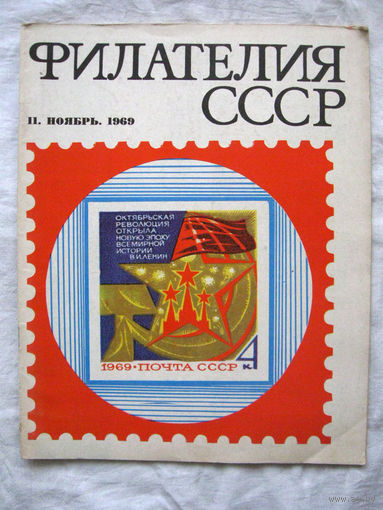 ФИЛАТЕЛИЯ
СССР
11. НОЯБРЬ. 1969
ОКТЯБРЬСКАЯ
РЕВОЛЮЦИЯ
ОТКРЫЛА
НОВУЮ ЭПОХУ
ВСЕМИРНОЙ
ИСТОРИИ
В.И.ЛЕНИН
4
К
1969•ПОЧТА СССР